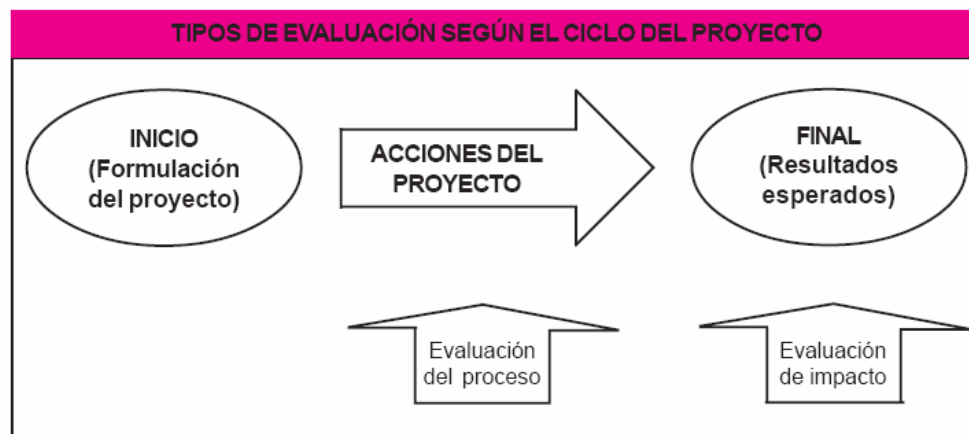 TIPOS DE EVALUACIÓN SEGÚN EL CICLO DEL PROYECTO
INICIO
(Formulación
del proyecto)
ACCIONES DEL
PROYECTO
FINAL
(Resultados
esperados)
Evaluación
del proceso
Evaluación
de impacto